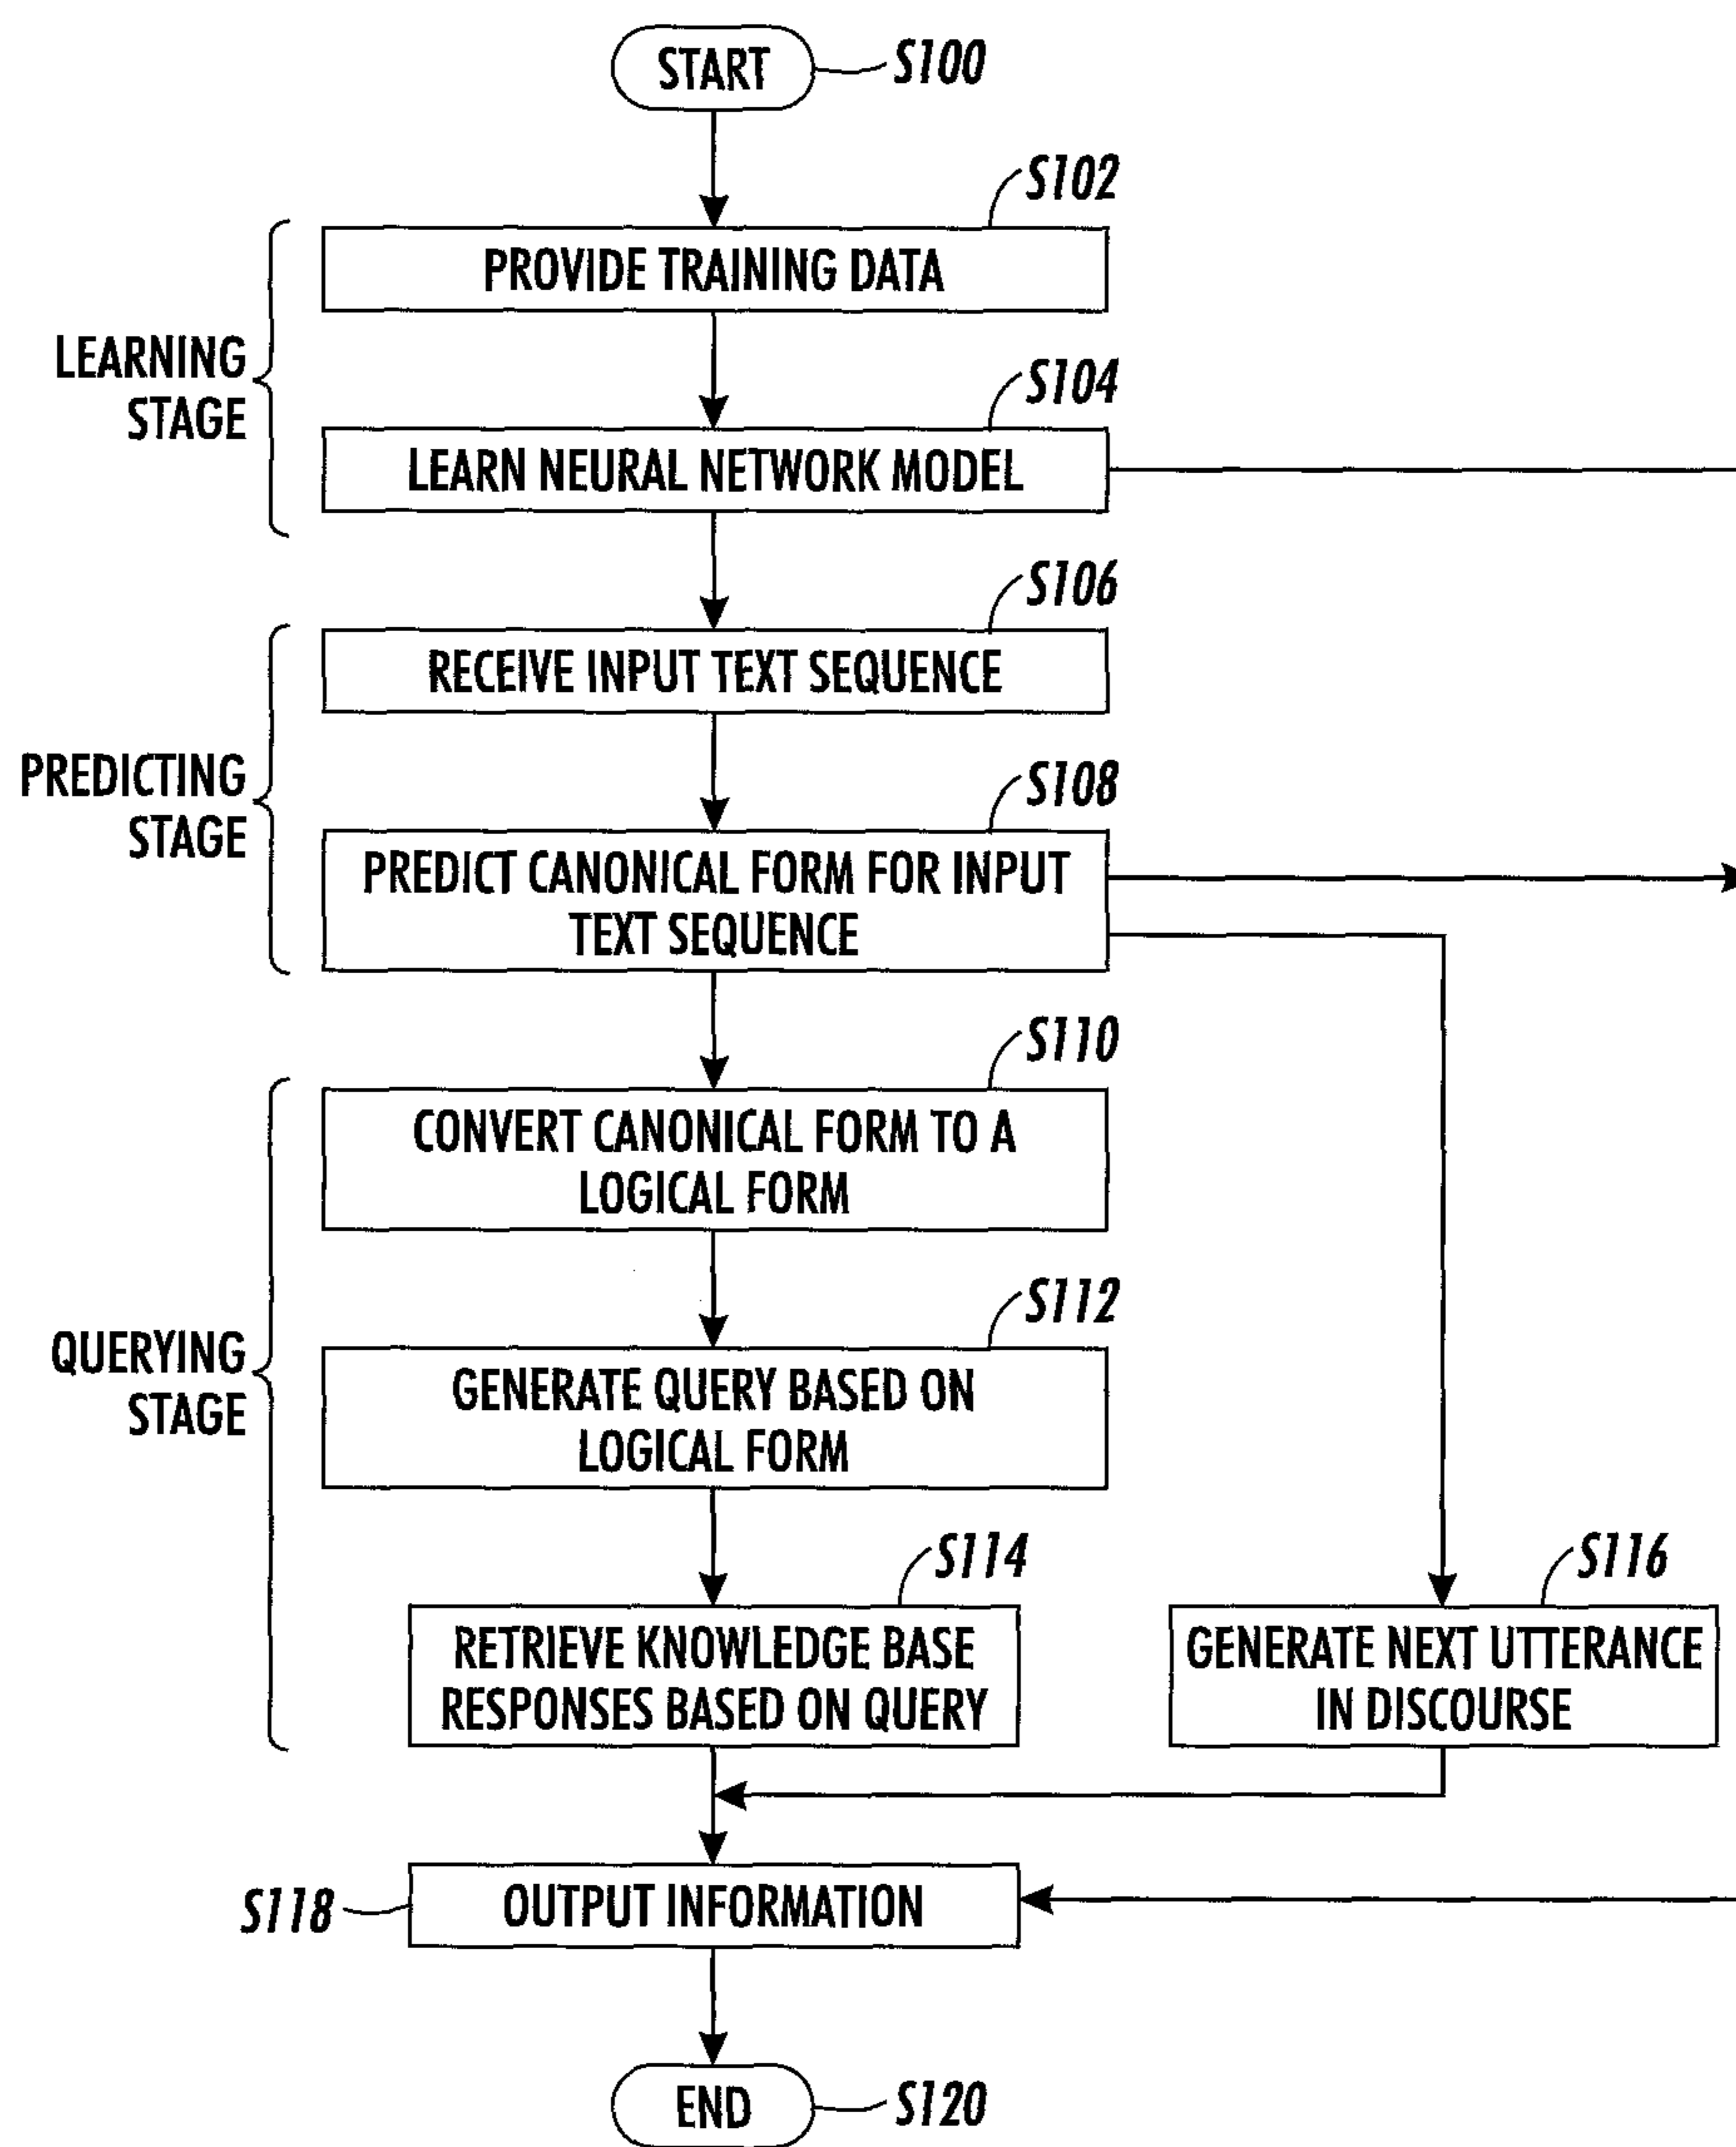 START
S100
S102
PROVIDE TRAINING DATA
LEARNING
STAGE
S104
LEARN NEURAL NETWORK MODEL
S106
RECEIVE INPUT TEXT SEQUENCE
PREDICTING
STAGE
S108
PREDICT CANONICAL FORM FOR INPUT
TEXT SEQUENCE
S110
CONVERT CANONICAL FORM TO A
LOGICAL FORM
S112
QUERYING
STAGE
GENERATE QUERY BASED ON
LOGICAL FORM
S114
RETRIEVE KNOWLEDGE BASE
RESPONSES BASED ON QUERY
S116
GENERATE NEXT UTTERANCE
IN DISCOURSE
S118
OUTPUT INFORMATION
END
S120